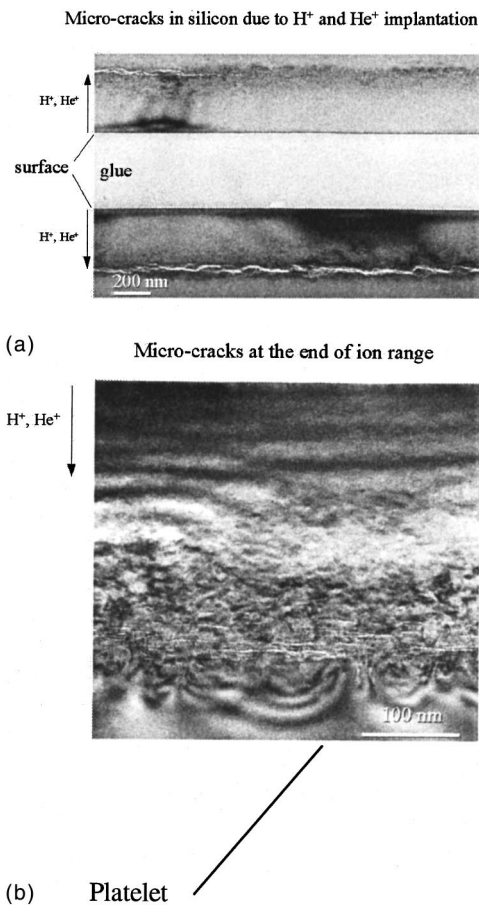 Micro-cracks in silicon due to H⁺ and He⁺ implantation
H⁺, He⁺
surface
glue
H⁺, He⁺
200 nm
(a)
Micro-cracks at the end of ion range
H⁺, He⁺
100 nm
(b) Platelet